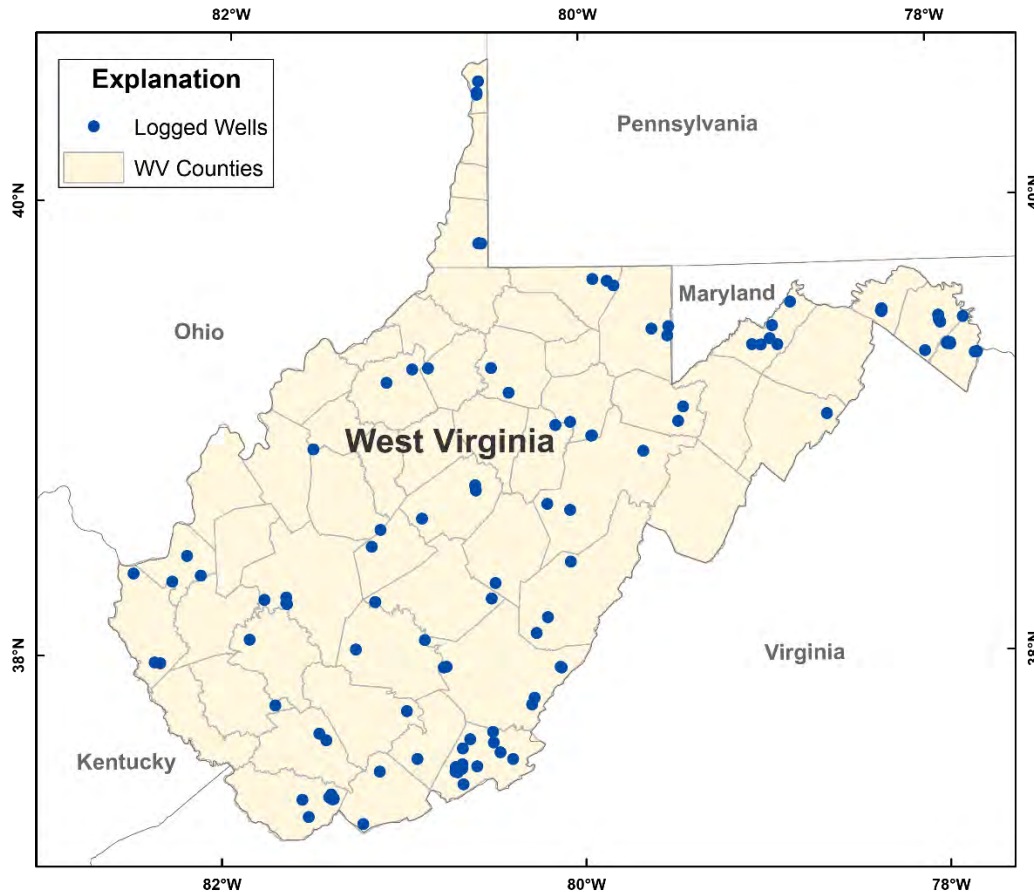 82°W 80°W 78°W
Explanation
Logged Wells
WV Counties
Pennsylvania
40°N 40°N
Maryland
Ohio
West Virginia
38°N 38°N
Virginia
Kentucky
82°W 80°W 78°W